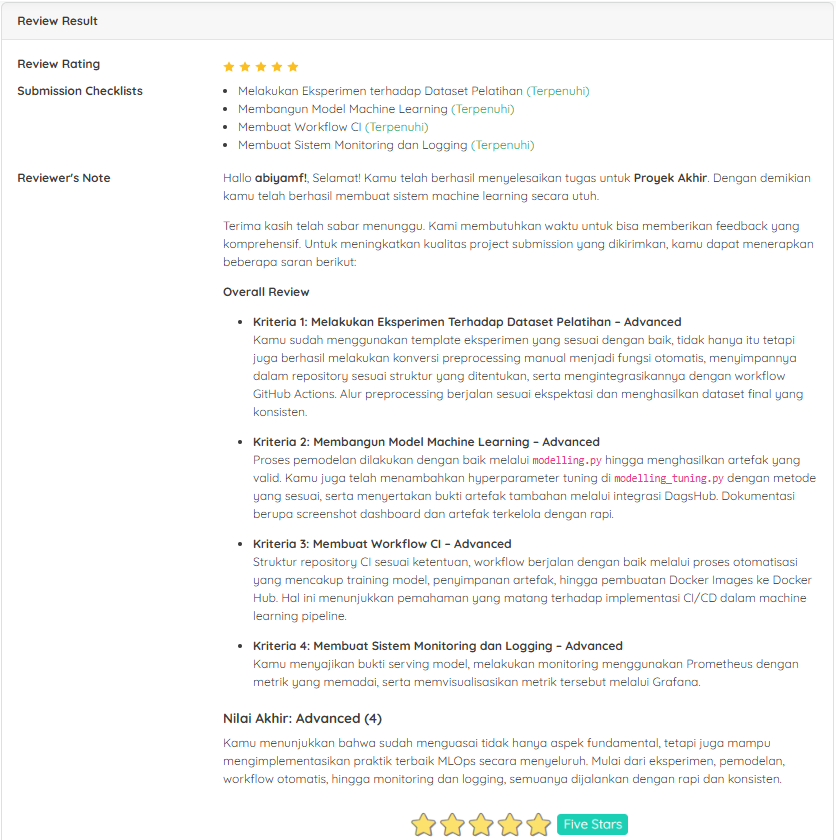 Review Result
Review Rating
Submission Checklists
Melakukan Eksperimen terhadap Dataset Pelatihan (Terpenuhi)
Membangun Model Machine Learning (Terpenuhi)
Membuat Workflow CI (Terpenuhi)
Membuat Sistem Monitoring dan Logging (Terpenuhi)
Reviewer's Note
Hallo abiyamf!, Selamat! Kamu telah berhasil menyelesaikan tugas untuk Proyek Akhir. Dengan demikian
kamu telah berhasil membuat sistem machine learning secara utuh.
Terima kasih telah sabar menunggu. Kami membutuhkan waktu untuk bisa memberikan feedback yang
komprehensif. Untuk meningkatkan kualitas project submission yang dikirimkan, kamu dapat menerapkan
beberapa saran berikut:
Overall Review
Kriteria 1: Melakukan Eksperimen Terhadap Dataset Pelatihan – Advanced
Kamu sudah menggunakan template eksperimen yang sesuai dengan baik, tidak hanya itu tetapi
juga berhasil melakukan konversi preprocessing manual menjadi fungsi otomatis, menyimpannya
dalam repository sesuai struktur yang ditentukan, serta mengintegrasikannya dengan workflow
GitHub Actions. Alur preprocessing berjalan sesuai ekspektasi dan menghasilkan dataset final yang
konsisten.
Kriteria 2: Membangun Model Machine Learning – Advanced
Proses pemodelan dilakukan dengan baik melalui modelling.py hingga menghasilkan artefak yang
valid. Kamu juga telah menambahkan hyperparameter tuning di modelling_tuning.py dengan metode
yang sesuai, serta menyertakan bukti artefak tambahan melalui integrasi DagsHub. Dokumentasi
berupa screenshot dashboard dan artefak terkelola dengan rapi.
Kriteria 3: Membuat Workflow CI – Advanced
Struktur repository CI sesuai ketentuan, workflow berjalan dengan baik melalui proses otomatisasi
yang mencakup training model, penyimpanan artefak, hingga pembuatan Docker Images ke Docker
Hub. Hal ini menunjukkan pemahaman yang matang terhadap implementasi CI/CD dalam machine
learning pipeline.
Kriteria 4: Membuat Sistem Monitoring dan Logging – Advanced
Kamu menyajikan bukti serving model, melakukan monitoring menggunakan Prometheus dengan
metrik yang memadai, serta memvisualisasikan metrik tersebut melalui Grafana.
Nilai Akhir: Advanced (4)
Kamu menunjukkan bahwa sudah menguasai tidak hanya aspek fundamental, tetapi juga mampu
mengimplementasikan praktik terbaik MLOps secara menyeluruh. Mulai dari eksperimen, pemodelan,
workflow otomatis, hingga monitoring dan logging, semuanya dijalankan dengan rapi dan konsisten.
Five Stars